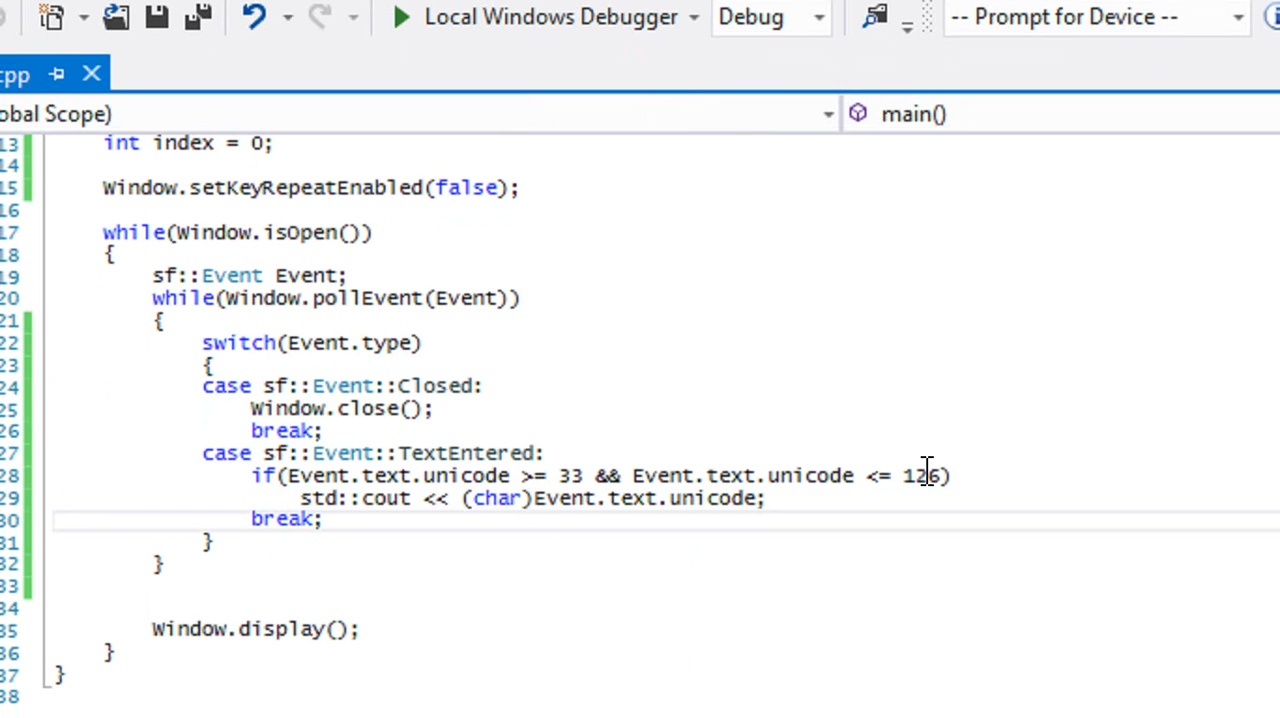 Local Windows Debugger Debug -- Prompt for Device --
cpp
obal Scope) main()
13 int index = 0;
14
15 Window.setKeyRepeatEnabled(false);
16
17 while(Window.isOpen())
18 {
19 sf::Event Event;
20 while(Window.pollEvent(Event))
21 {
22 switch(Event.type)
23 {
24 case sf::Event::Closed:
25 Window.close();
26 break;
27 case sf::Event::TextEntered:
28 if(Event.text.unicode >= 33 && Event.text.unicode <= 126)
29 std::cout << (char)Event.text.unicode;
30 break;
31 }
32 }
33
34
35 Window.display();
36 }
37 }
38